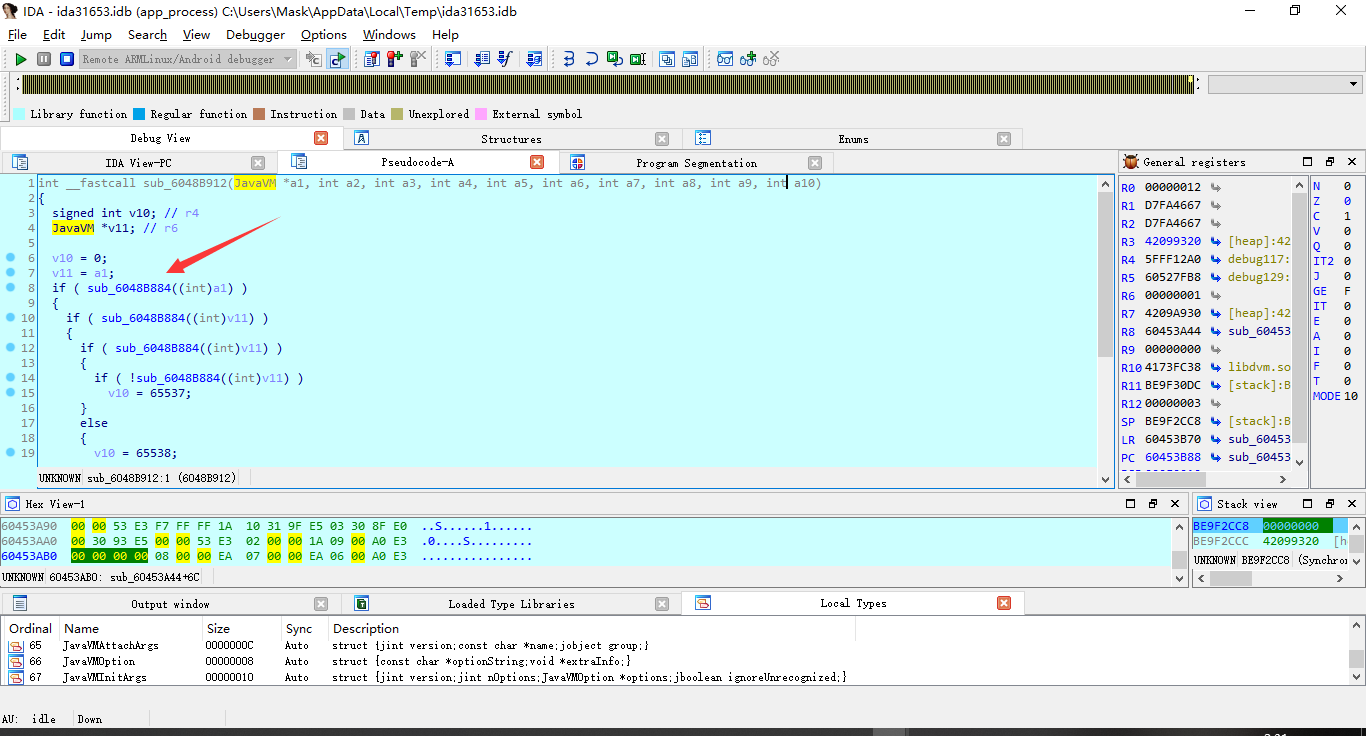 IDA - ida31653.idb (app_process) C:\Users\Mask\AppData\Local\Temp\ida31653.idb
File Edit Jump Search View Debugger Options Windows Help
Remote ARMLinux/Android debugger
Library function Regular function Instruction Data Unexplored External symbol
Debug View Structures Enums
IDA View-PC Pseudocode-A Program Segmentation
1 int __fastcall sub_6048B912(JavaVM *a1, int a2, int a3, int a4, int a5, int a6, int a7, int a8, int a9, int a10)
2 {
3 signed int v10; // r4
4 JavaVM *v11; // r6
5
6 v10 = 0;
7 v11 = a1;
8 if ( sub_6048B884((int)a1) )
9 {
10 if ( sub_6048B884((int)v11) )
11 {
12 if ( sub_6048B884((int)v11) )
13 {
14 if ( !sub_6048B884((int)v11) )
15 v10 = 65537;
16 }
17 else
18 {
19 v10 = 65538;
UNKNOWN sub_6048B912:1 (6048B912)
General registers
R0 00000012
R1 D7FA4667
R2 D7FA4667
R3 42099320 [heap]:42
R4 5FFF12A0 debug117:
R5 60527FB8 debug129:
R6 00000001
R7 4209A930 [heap]:42
R8 60453A44 sub_60453
R9 00000000
R10 4173FC38 libdvm.so
R11 BE9F30DC [stack]:B
R12 00000003
SP BE9F2CC8 [stack]:B
LR 60453B70 sub_60453
PC 60453B88 sub_60453
N 0
Z 0
C 1
V 0
Q 0
IT2 0
J 0
GE F
IT 0
E 0
A 0
I 0
F 0
T 0
MODE 10
Hex View-1
60453A90 00 00 53 E3 F7 FF FF 1A 10 31 9F E5 03 30 8F E0 ..S......1......
60453AA0 00 30 93 E5 00 00 53 E3 02 00 00 1A 09 00 A0 E3 .0....S.........
60453AB0 00 00 00 00 08 00 00 EA 07 00 00 EA 06 00 A0 E3 ................
UNKNOWN 60453AB0: sub_60453A44+6C
Stack view
BE9F2CC8 00000000
BE9F2CCC 42099320 [h
UNKNOWN BE9F2CC8 (Synchron
Output window Loaded Type Libraries Local Types
Ordinal Name Size Sync Description
65 JavaVMAttachArgs 0000000C Auto struct {jint version;const char *name;jobject group;}
66 JavaVMOption 00000008 Auto struct {const char *optionString;void *extraInfo;}
67 JavaVMInitArgs 00000010 Auto struct {jint version;jint nOptions;JavaVMOption *options;jboolean ignoreUnrecognized;}
AU: idle Down